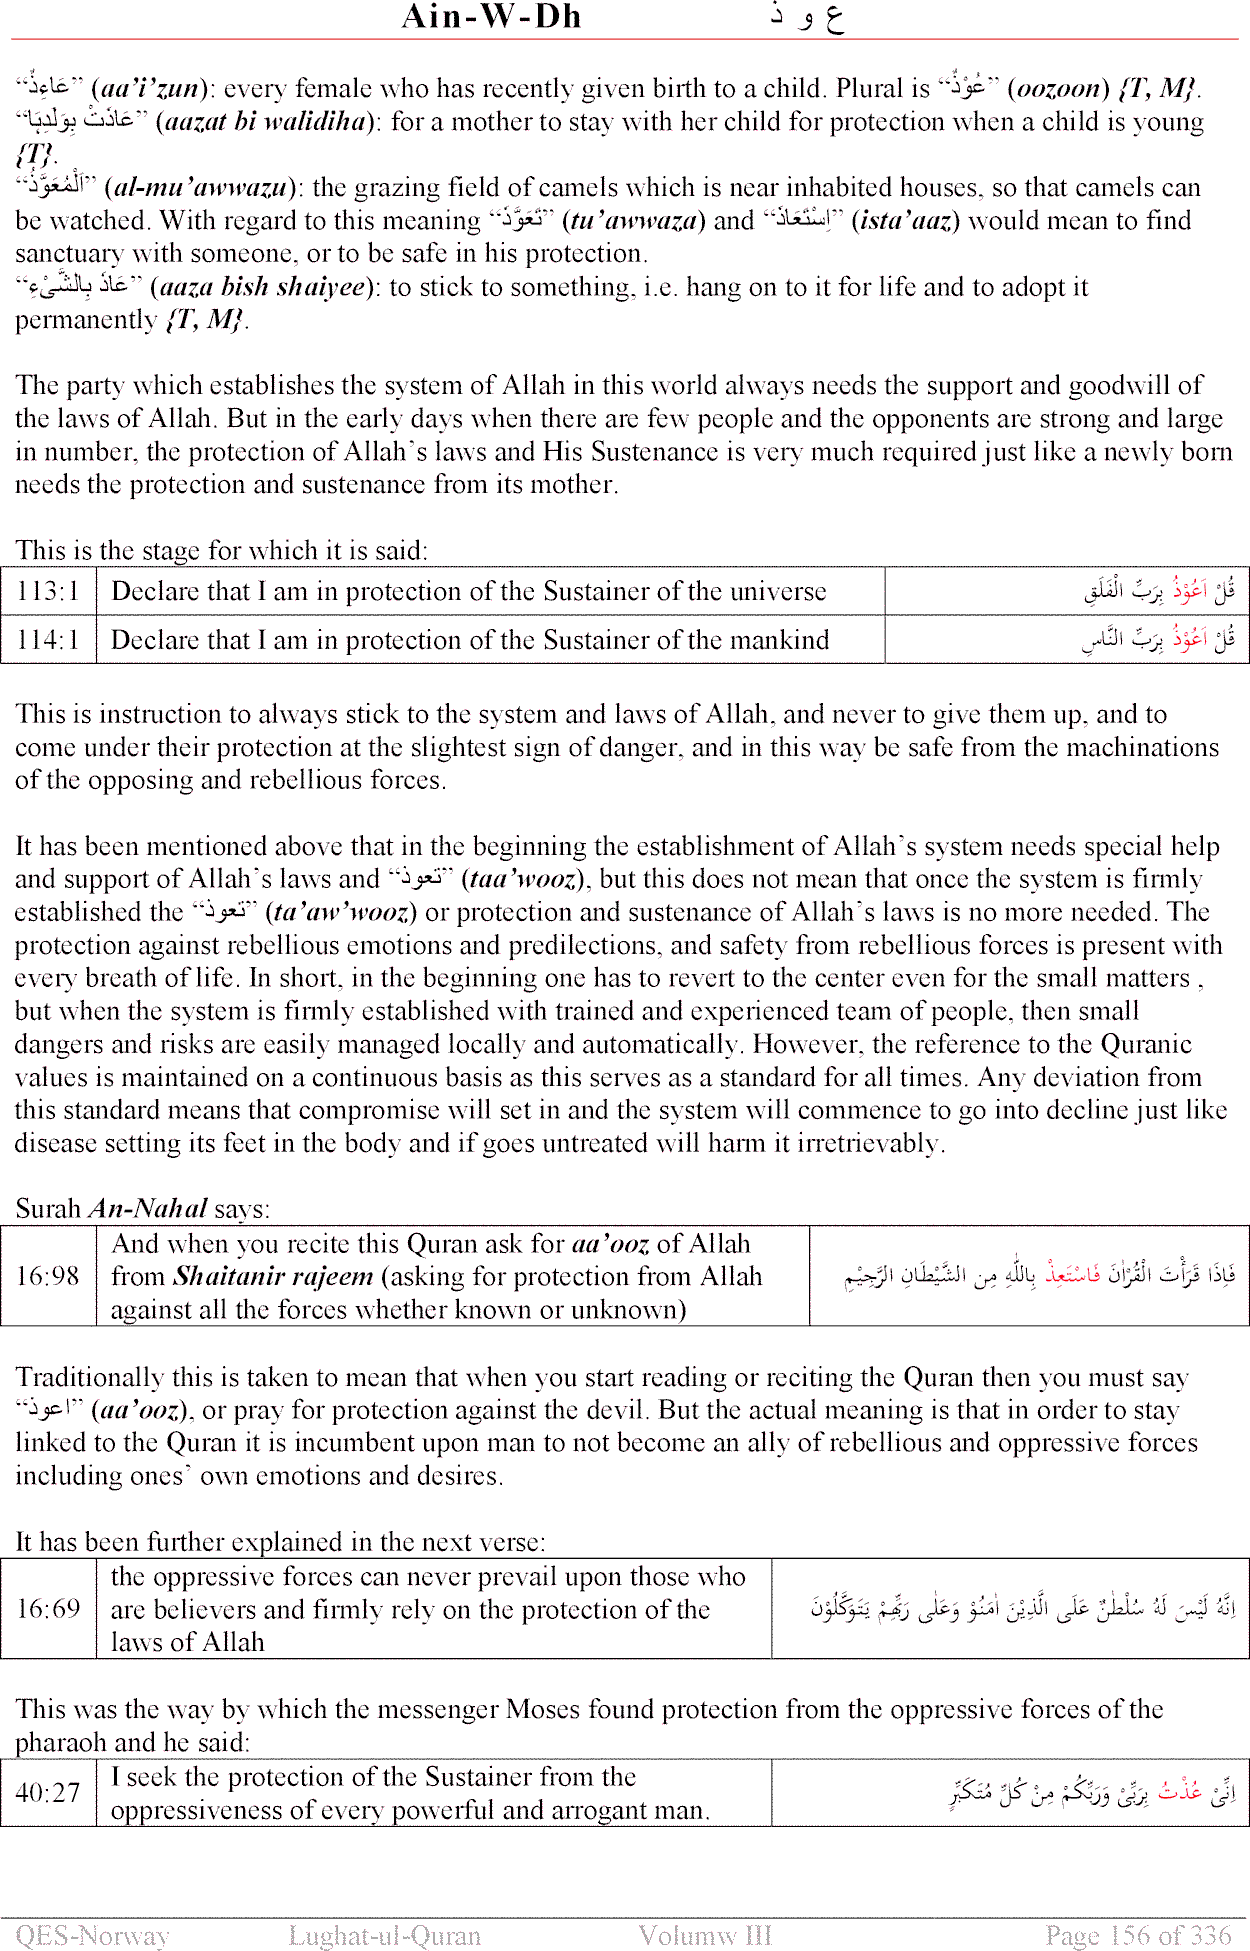 Ain-W-Dh ع و ذ
“عَاءِذٌ” (aa’i’zun): every female who has recently given birth to a child. Plural is “عُوْذٌ” (oozoon) {T, M}.
“عَاذَتْ بِوَلَدِہَا” (aazat bi walidiha): for a mother to stay with her child for protection when a child is young
{T}.
“اَلْمُعَوَّذُ” (al-mu’awwazu): the grazing field of camels which is near inhabited houses, so that camels can
be watched. With regard to this meaning “تَعَوَّذَ” (tu’awwaza) and “اِسْتَعَاذَ” (ista’aaz) would mean to find
sanctuary with someone, or to be safe in his protection.
“عَاذَ بِالشَّیْءِ” (aaza bish shaiyee): to stick to something, i.e. hang on to it for life and to adopt it
permanently {T, M}.
The party which establishes the system of Allah in this world always needs the support and goodwill of
the laws of Allah. But in the early days when there are few people and the opponents are strong and large
in number, the protection of Allah’s laws and His Sustenance is very much required just like a newly born
needs the protection and sustenance from its mother.
This is the stage for which it is said:
113:1 Declare that I am in protection of the Sustainer of the universe قُلْ اَعُوْذُ بِرَبِّ الْفَلَقِ
114:1 Declare that I am in protection of the Sustainer of the mankind قُلْ اَعُوْذُ بِرَبِّ النَّاسِ
This is instruction to always stick to the system and laws of Allah, and never to give them up, and to
come under their protection at the slightest sign of danger, and in this way be safe from the machinations
of the opposing and rebellious forces.
It has been mentioned above that in the beginning the establishment of Allah’s system needs special help
and support of Allah’s laws and “تعوذ” (taa’wooz), but this does not mean that once the system is firmly
established the “تعوذ” (ta’aw’wooz) or protection and sustenance of Allah’s laws is no more needed. The
protection against rebellious emotions and predilections, and safety from rebellious forces is present with
every breath of life. In short, in the beginning one has to revert to the center even for the small matters ,
but when the system is firmly established with trained and experienced team of people, then small
dangers and risks are easily managed locally and automatically. However, the reference to the Quranic
values is maintained on a continuous basis as this serves as a standard for all times. Any deviation from
this standard means that compromise will set in and the system will commence to go into decline just like
disease setting its feet in the body and if goes untreated will harm it irretrievably.
Surah An-Nahal says:
And when you recite this Quran ask for aa’ooz of Allah
16:98 from Shaitanir rajeem (asking for protection from Allah فَاِذَا قَرَأْتَ الْقُرْاٰنَ فَاسْتَعِذْ بِاللّٰهِ مِن الشَّيْطَانِ الرَّجِيْمِ
against all the forces whether known or unknown)
Traditionally this is taken to mean that when you start reading or reciting the Quran then you must say
“اعوذ” (aa’ooz), or pray for protection against the devil. But the actual meaning is that in order to stay
linked to the Quran it is incumbent upon man to not become an ally of rebellious and oppressive forces
including ones’ own emotions and desires.
It has been further explained in the next verse:
the oppressive forces can never prevail upon those who
16:69 are believers and firmly rely on the protection of the اِنَّهُ لَيْسَ لَهُ سُلْطٰنٌ عَلَى الَّذِيْنَ اٰمَنُوْ وَعَلٰى رَبِّهِمْ يَتَوَكَّلُوْنَ
laws of Allah
This was the way by which the messenger Moses found protection from the oppressive forces of the
pharaoh and he said:
40:27 I seek the protection of the Sustainer from the
oppressiveness of every powerful and arrogant man. اِنِّىْ عُذْتُ بِرَبِّىْ وَرَبِّكُمْ مِنْ كُلِّ مُتَكَبِّرٍ
QES-Norway Lughat-ul-Quran Volumw III Page 156 of 336